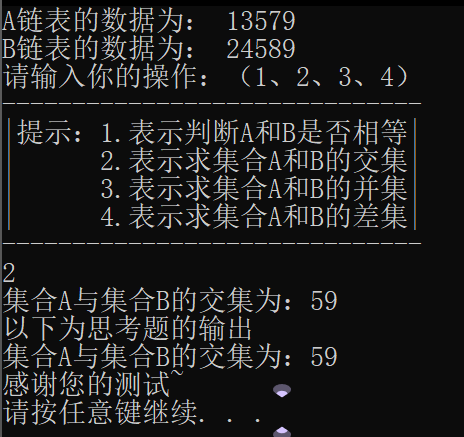 A链表的数据为： 13579
B链表的数据为： 24589
请输入你的操作：（1、2、3、4）
------------------------------
|提示：1.表示判断A和B是否相等|
|      2.表示求集合A和B的交集|
|      3.表示求集合A和B的并集|
|      4.表示求集合A和B的差集|
------------------------------
2
集合A与集合B的交集为：59
以下为思考题的输出
集合A与集合B的交集为：59
感谢您的测试~
请按任意键继续. . .